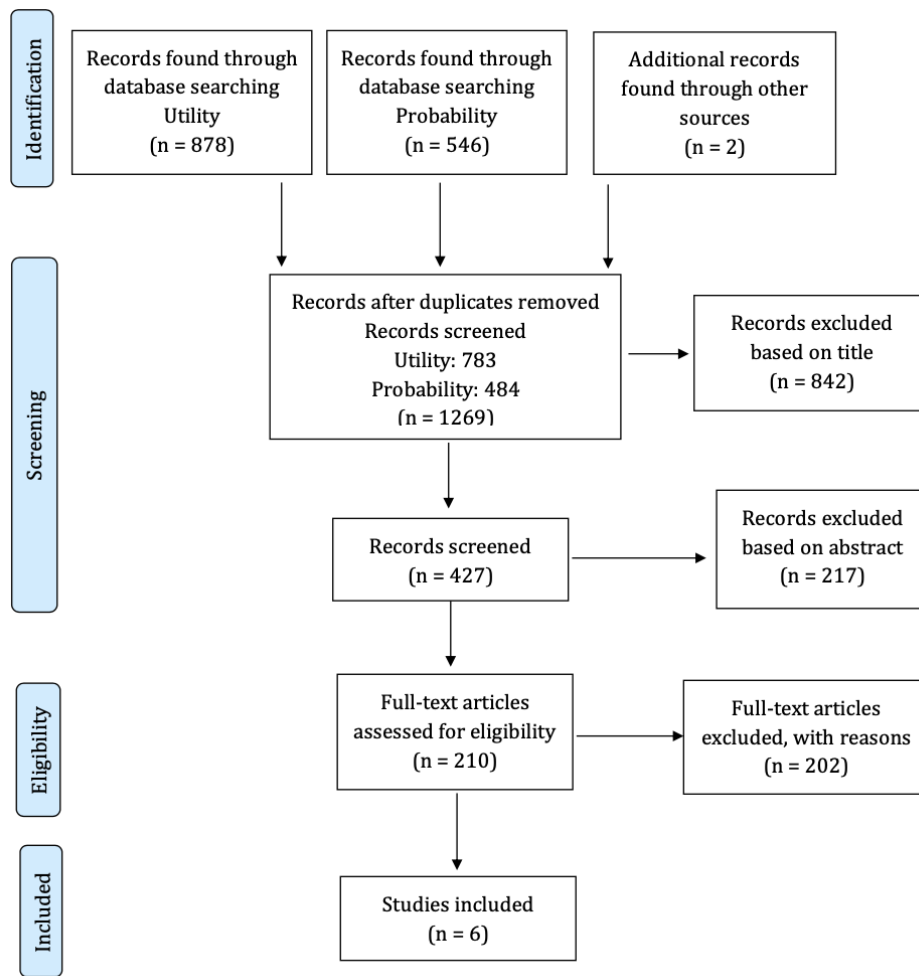 Identification
Records found through
database searching
Utility
(n = 878)
Records found through
database searching
Probability
(n = 546)
Additional records
found through other
sources
(n = 2)
Screening
Records after duplicates removed
Records screened
Utility: 783
Probability: 484
(n = 1269)
Records excluded
based on title
(n = 842)
Records screened
(n = 427)
Records excluded
based on abstract
(n = 217)
Eligibility
Full-text articles
assessed for eligibility
(n = 210)
Full-text articles
excluded, with reasons
(n = 202)
Included
Studies included
(n = 6)